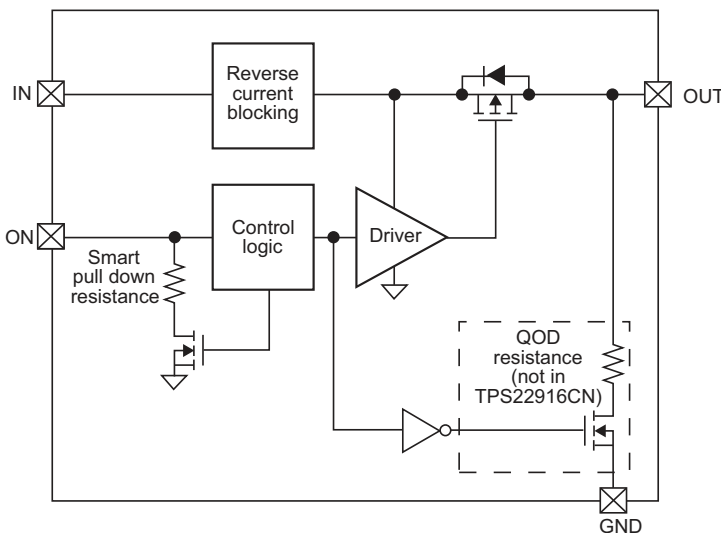 IN
Reverse
current
blocking
OUT
ON
Control
logic
Driver
Smart
pull down
resistance
QOD
resistance
(not in
TPS22916CN)
GND